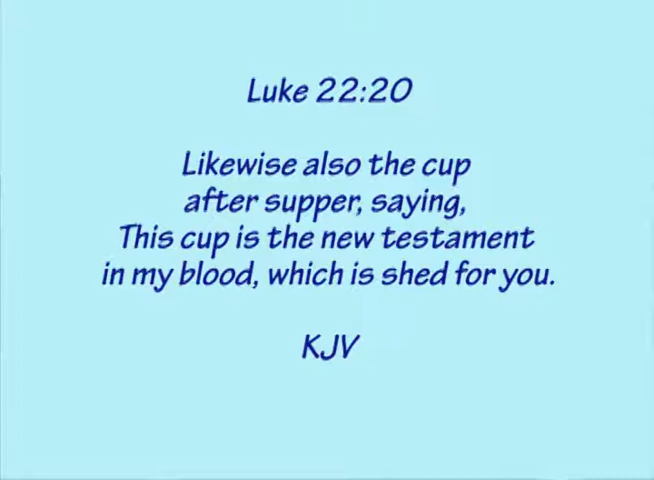 Luke 22:20
Likewise also the cup
after supper, saying,
This cup is the new testament
in my blood, which is shed for you.
KJV